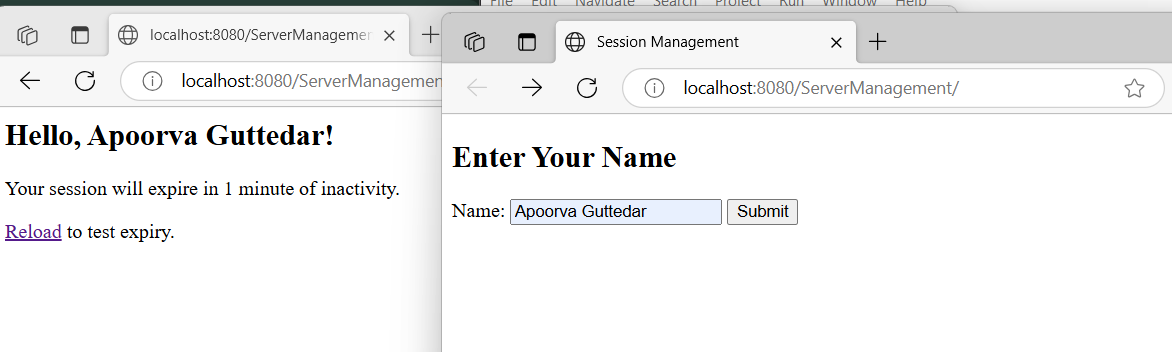 File Edit Navigate Search Project Run Window Help
localhost:8080/ServerManagemen
localhost:8080/ServerManagement
Hello, Apoorva Guttedar!
Your session will expire in 1 minute of inactivity.
Reload to test expiry.
Session Management
localhost:8080/ServerManagement/
Enter Your Name
Name: Apoorva Guttedar Submit